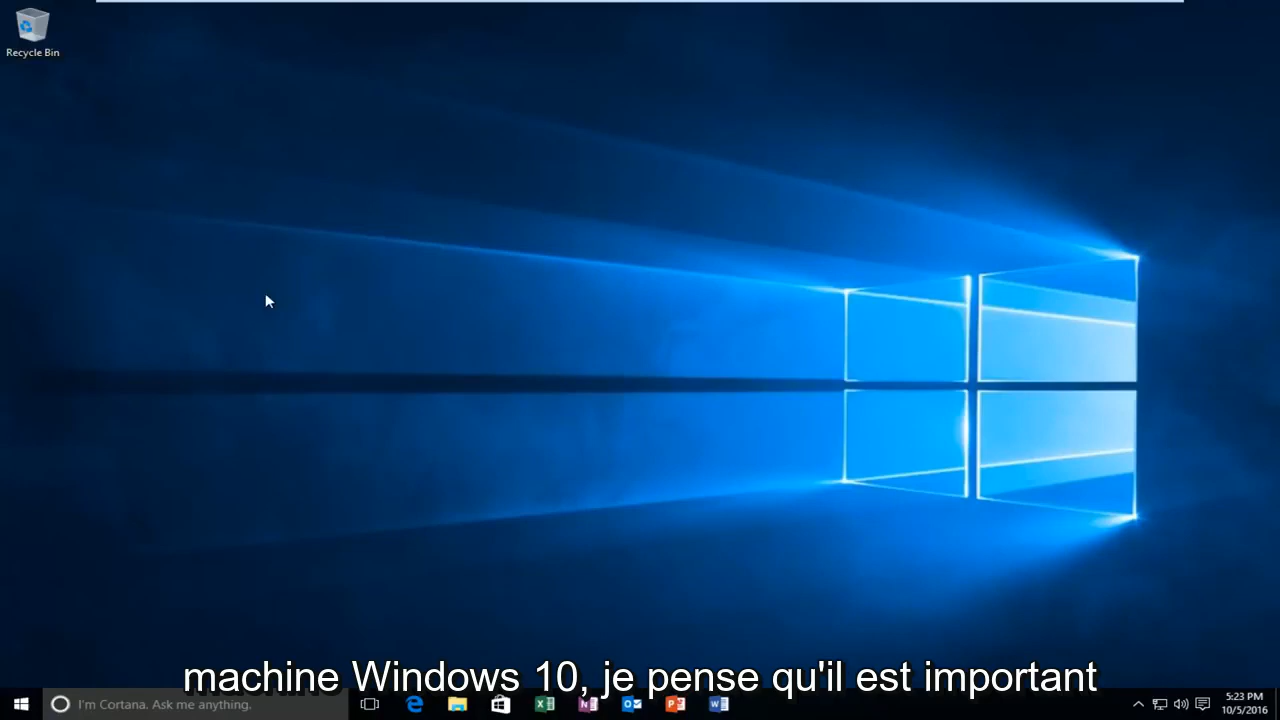 Recycle Bin
machine Windows 10, je pense qu'il est important
I'm Cortana. Ask me anything.
5:23 PM
10/5/2016